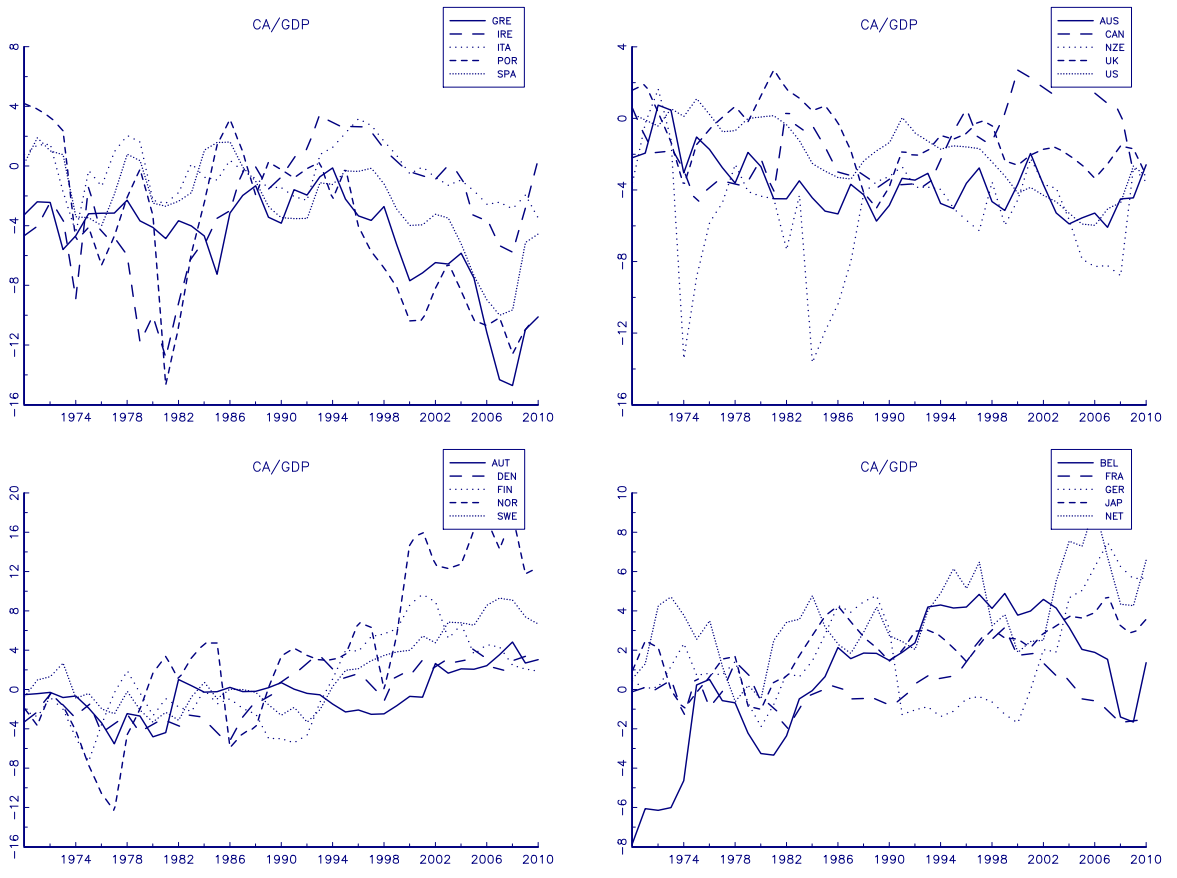 CA/GDP
GRE
IRE
ITA
POR
SPA
8
4
0
−4
−8
−12
−16
1974 1978 1982 1986 1990 1994 1998 2002 2006 2010
CA/GDP
AUS
CAN
NZE
UK
US
4
0
−4
−8
−12
−16
1974 1978 1982 1986 1990 1994 1998 2002 2006 2010
CA/GDP
AUT
DEN
FIN
NOR
SWE
20
16
12
8
4
0
−4
−8
−12
−16
1974 1978 1982 1986 1990 1994 1998 2002 2006 2010
CA/GDP
BEL
FRA
GER
JAP
NET
10
8
6
4
2
0
−2
−4
−6
−8
1974 1978 1982 1986 1990 1994 1998 2002 2006 2010